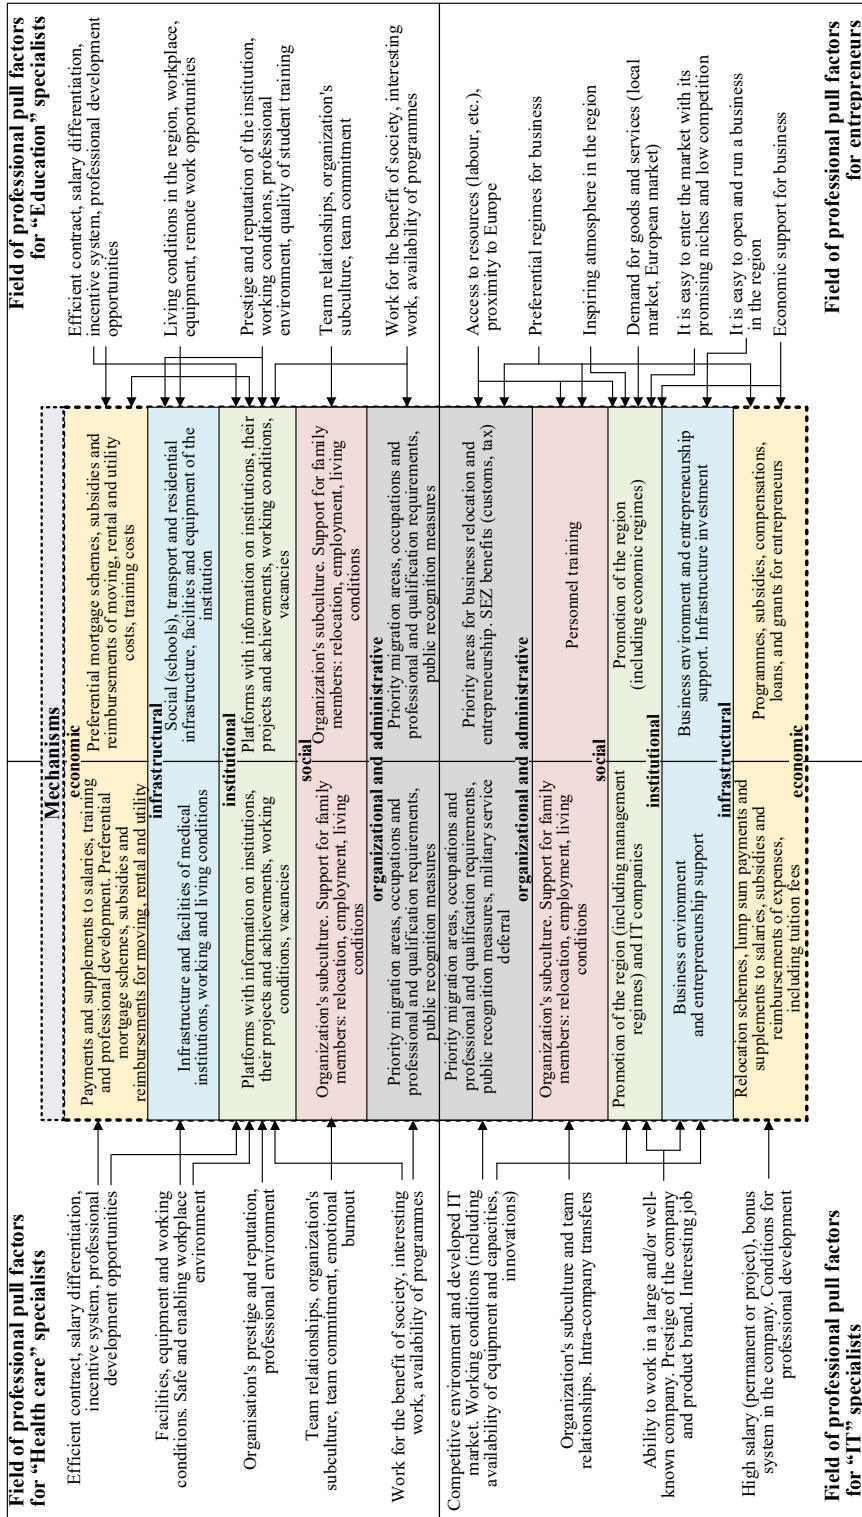 Field of professional pull factors
for “Health care” specialists
Efficient contract, salary differentiation,
incentive system, professional
development opportunities
Facilities, equipment and working
conditions. Safe and enabling workplace
environment
Organisation's prestige and reputation,
professional environment
Team relationships, organization's
subculture, team commitment, emotional
burnout
Work for the benefit of society, interesting
work, availability of programmes
Mechanisms
economic
Payments and supplements to salaries, training
and professional development. Preferential
mortgage schemes, subsidies and
reimbursements for moving, rental and utility
Preferential mortgage schemes, subsidies and
reimbursements of moving, rental and utility
costs, training costs
infrastructural
Infrastructure and facilities of medical
institutions, working and living conditions
Social (schools), transport and residential
infrastructure, facilities and equipment of the
institution
institutional
Platforms with information on institutions,
their projects and achievements, working
conditions, vacancies
Platforms with information on institutions, their
projects and achievements, working conditions,
vacancies
social
Organization's subculture. Support for family
members: relocation, employment, living
conditions
Organization's subculture. Support for family
members: relocation, employment, living
conditions
organizational and administrative
Priority migration areas, occupations and
professional and qualification requirements,
public recognition measures
Priority migration areas, occupations and
professional and qualification requirements,
public recognition measures
Field of professional pull factors
for “Education” specialists
Efficient contract, salary differentiation,
incentive system, professional development
opportunities
Living conditions in the region, workplace
equipment, remote work opportunities
Prestige and reputation of the institution,
working conditions, professional
environment, quality of student training
Team relationships, organization's
subculture, team commitment
Work for the benefit of society, interesting
work, availability of programmes
Competitive environment and developed IT
market. Working conditions (including
availability of equipment and capacities,
innovations)
Organization's subculture and team
relationships. Intra-company transfers
Ability to work in a large and/or well-
known company. Prestige of the company
and product brand. Interesting job
High salary (permanent or project), bonus
system in the company. Conditions for
professional development
Field of professional pull factors
for “IT” specialists
Priority migration areas, occupations and
professional and qualification requirements,
public recognition measures, military service
deferral
Priority areas for business relocation and
entrepreneurship. SEZ benefits (customs, tax)
organizational and administrative
Organization's subculture. Support for family
members: relocation, employment, living
conditions
Personnel training
social
Promotion of the region (including management
regimes) and IT companies
Promotion of the region
(including economic regimes)
institutional
Business environment
and entrepreneurship support
Business environment and entrepreneurship
support. Infrastructure investment
infrastructural
Relocation schemes, lump sum payments and
supplements to salaries, subsidies and
reimbursements of expenses,
including tuition fees
Programmes, subsidies, compensations,
loans, and grants for entrepreneurs
economic
Access to resources (labour, etc.),
proximity to Europe
Preferential regimes for business
Inspiring atmosphere in the region
Demand for goods and services (local
market, European market)
It is easy to enter the market with its
promising niches and low competition
It is easy to open and run a business
in the region
Economic support for business
Field of professional pull factors
for entrepreneurs